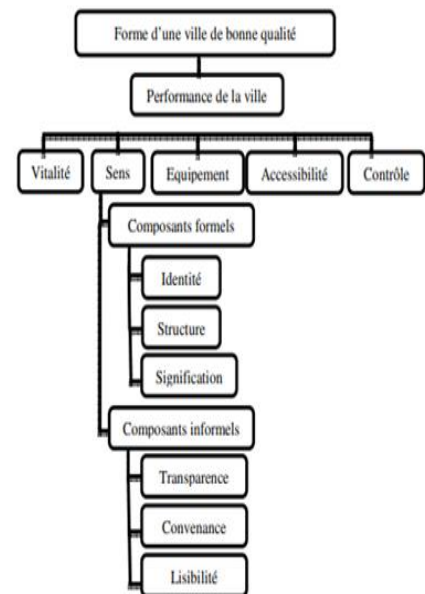 Forme d'une ville de bonne qualité
Performance de la ville
Vitalité
Sens
Equipement
Accessibilité
Contrôle
Composants formels
Identité
Structure
Signification
Composants informels
Transparence
Convenance
Lisibilité